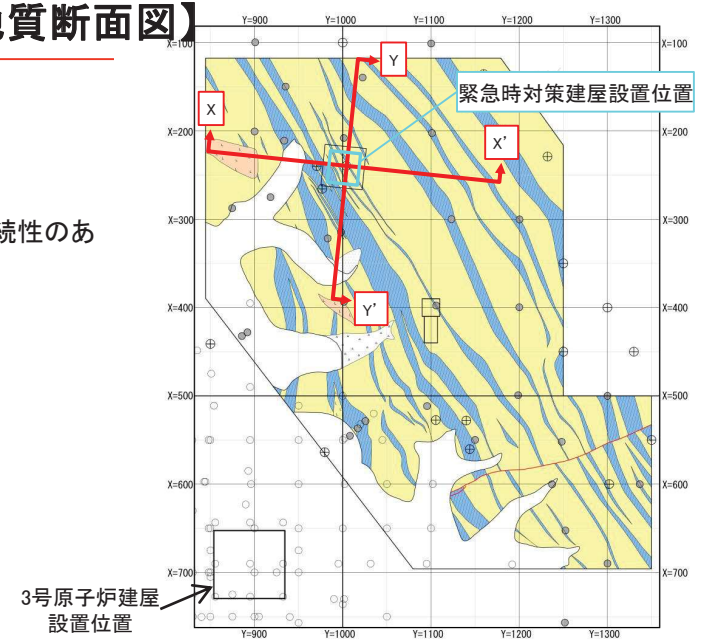 質断面図】
Y=900 Y=1000 Y=1100 Y=1200 Y=1300
X=100 X=100
Y
緊急時対策建屋設置位置
X
X'
X=200 X=200
続性のあ
X=300 X=300
Y'
X=400 X=400
X=500 X=500
X=600 X=600
X=700 X=700
3号原子炉建屋
設置位置
Y=900 Y=1000 Y=1100 Y=1200 Y=1300